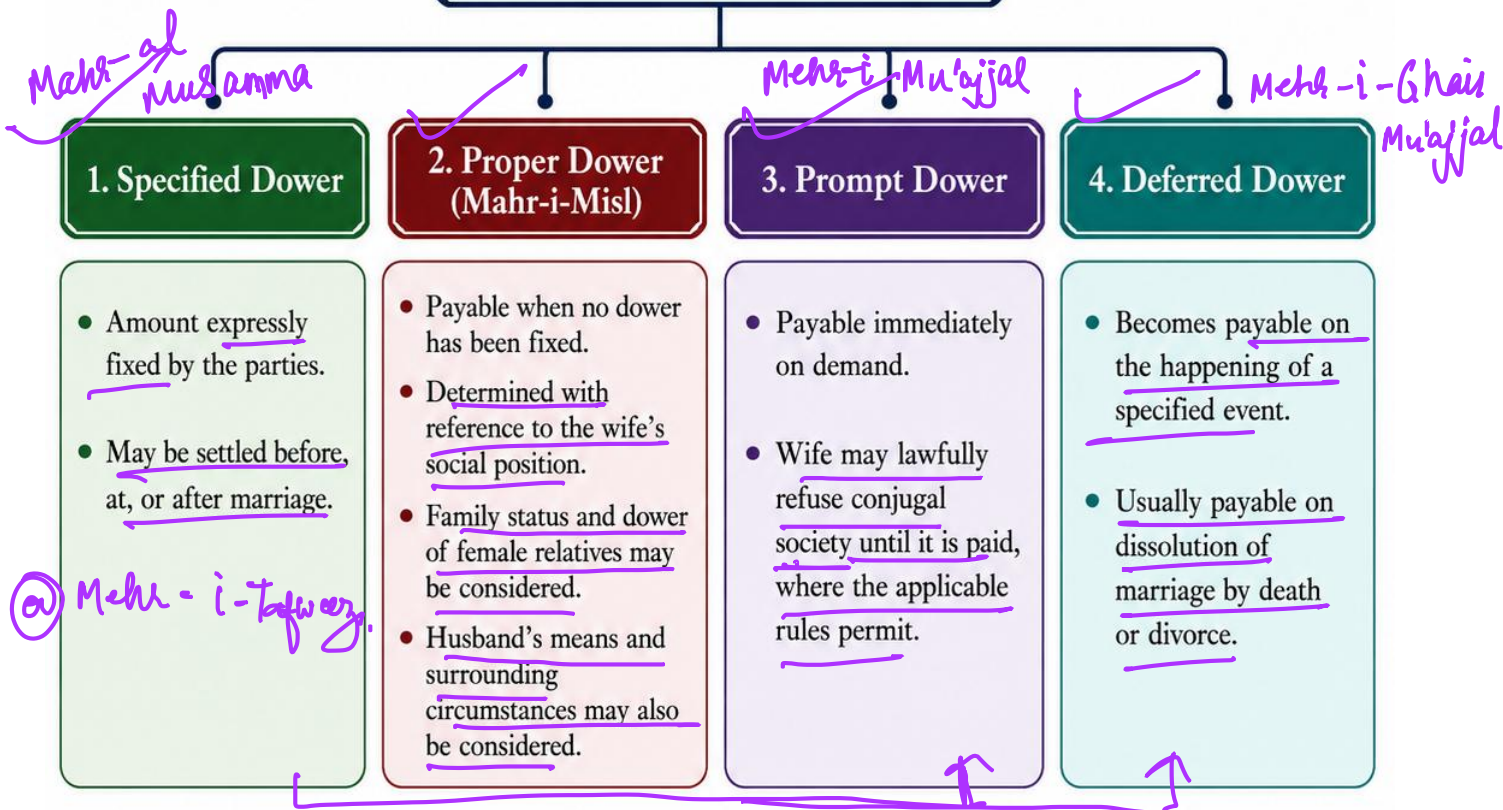 Mahr-al
Musamma
Mehr-i-Mu'ajjal
Mehr-i-Ghair
Mu'ajjal
1. Specified Dower
2. Proper Dower
(Mahr-i-Misl)
3. Prompt Dower
4. Deferred Dower
• Amount expressly
fixed by the parties.
• May be settled before,
at, or after marriage.
Mehr-i-Tafweez.
• Payable when no dower
has been fixed.
• Determined with
reference to the wife's
social position.
• Family status and dower
of female relatives may
be considered.
• Husband's means and
surrounding
circumstances may also
be considered.
• Payable immediately
on demand.
• Wife may lawfully
refuse conjugal
society until it is paid,
where the applicable
rules permit.
• Becomes payable on
the happening of a
specified event.
• Usually payable on
dissolution of
marriage by death
or divorce.